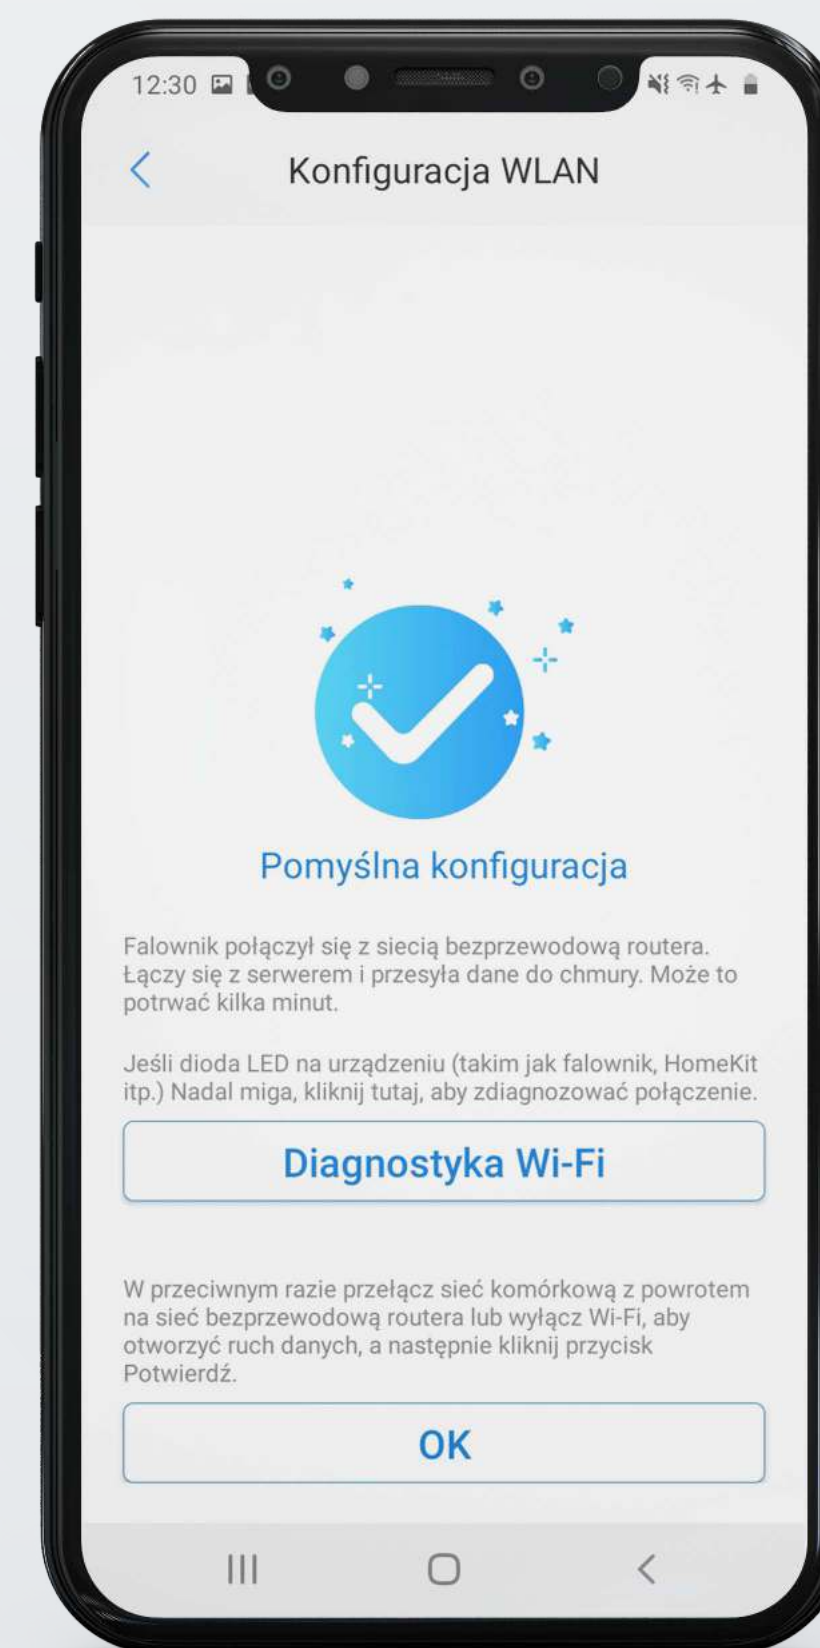 12:30
Konfiguracja WLAN
Pomyślna konfiguracja
Falownik połączył się z siecią bezprzewodową routera.
Łączy się z serwerem i przesyła dane do chmury. Może to
potrwać kilka minut.
Jeśli dioda LED na urządzeniu (takim jak falownik, HomeKit
itp.) Nadal miga, kliknij tutaj, aby zdiagnozować połączenie.
Diagnostyka Wi-Fi
W przeciwnym razie przełącz sieć komórkową z powrotem
na sieć bezprzewodową routera lub wyłącz Wi-Fi, aby
otworzyć ruch danych, a następnie kliknij przycisk
Potwierdź.
OK